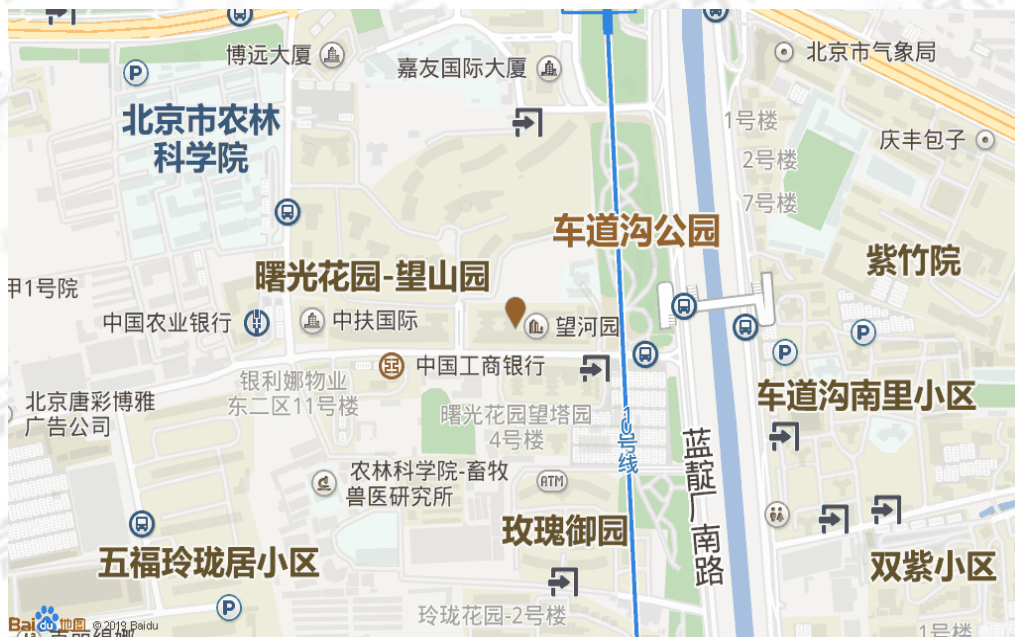 博远大厦
嘉友国际大厦
北京市气象局
P
北京市农林
科学院
1号楼
庆丰包子
2号楼
7号楼
车道沟公园
紫竹院
曙光花园-望山园
甲1号院
中国农业银行
中扶国际
望河园
P
P
中国工商银行
银利娜物业
东二区11号楼
车道沟南里小区
北京唐彩博雅
广告公司
曙光花园望塔园
4号楼
10号线
蓝靛厂南路
农林科学院-畜牧
兽医研究所
ATM
玫瑰御园
五福玲珑居小区
双紫小区
P
玲珑花园-2号楼
1号楼
Bai du 地图 © 2019 Baidu